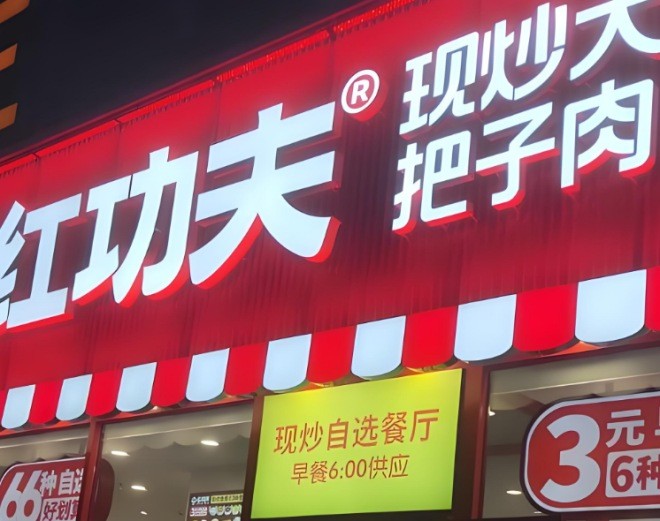 红功夫®
现炒
把子肉
现炒自选餐厅
早餐6:00供应
66种自选
好划算
3元
6种